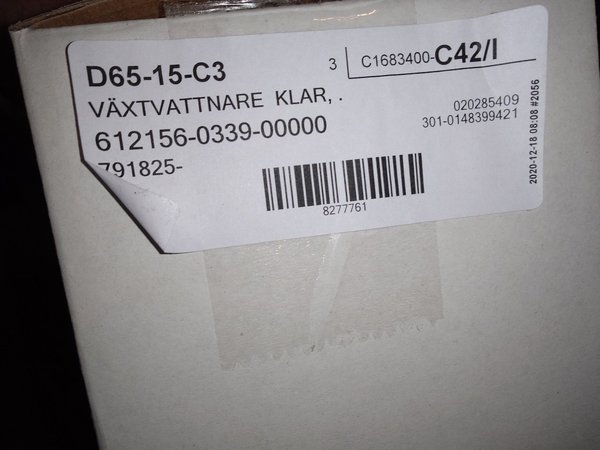 D65-15-C3
3
C1683400-C42/I
VÄXTVATTNARE KLAR, .
612156-0339-00000
791825-
020285409
301-0148399421
8277761
2020-12-18 08:08 #2056